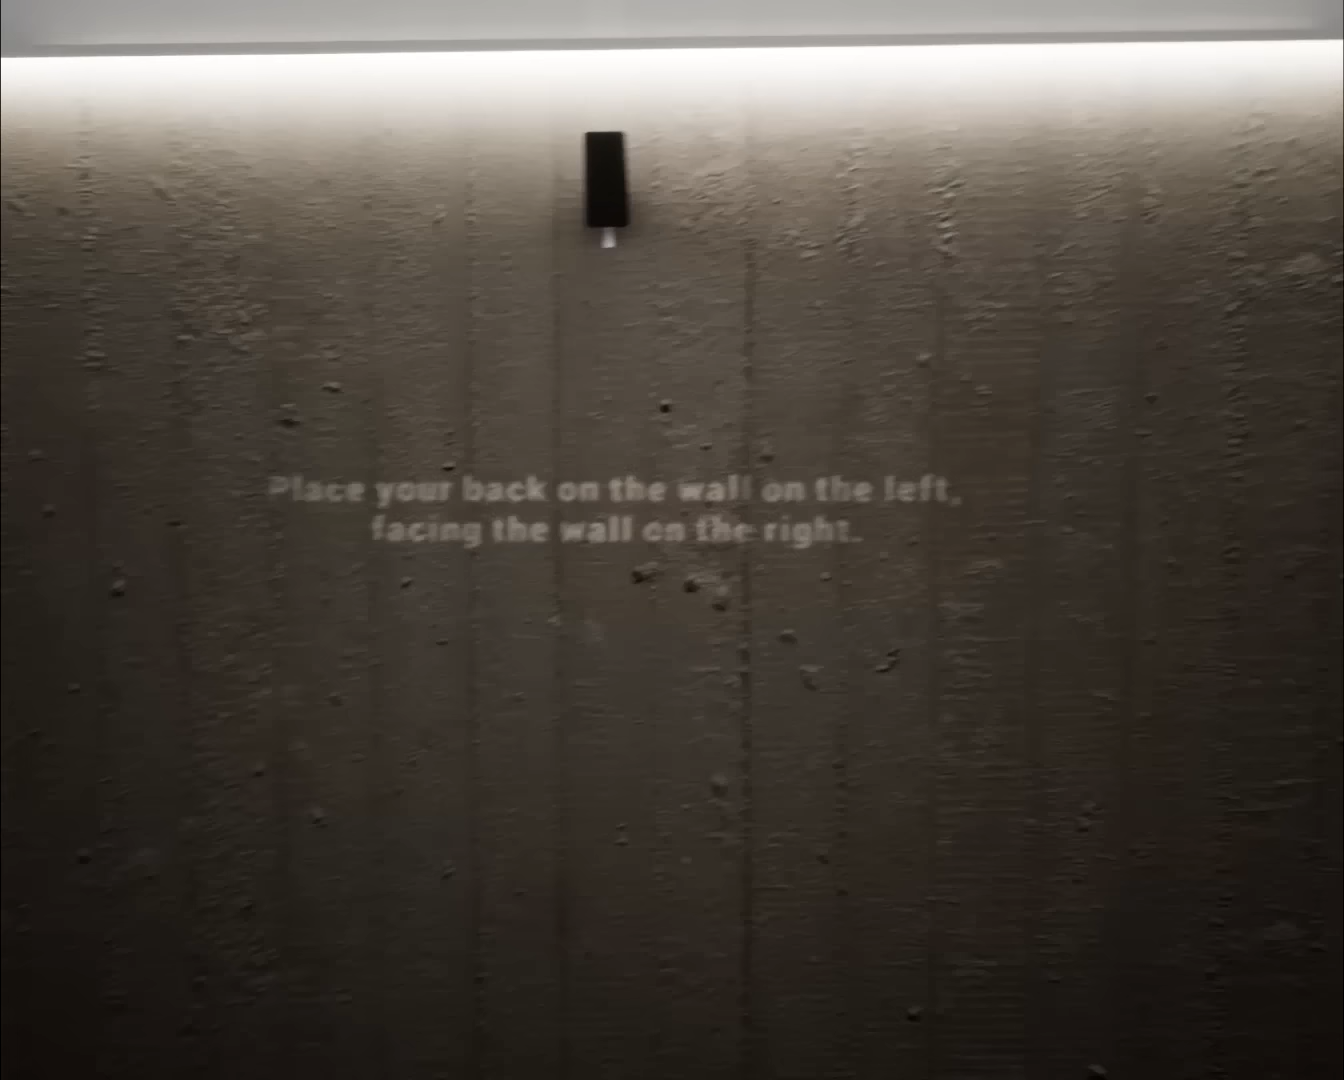 Place your back on the wall on the left,
facing the wall on the right.